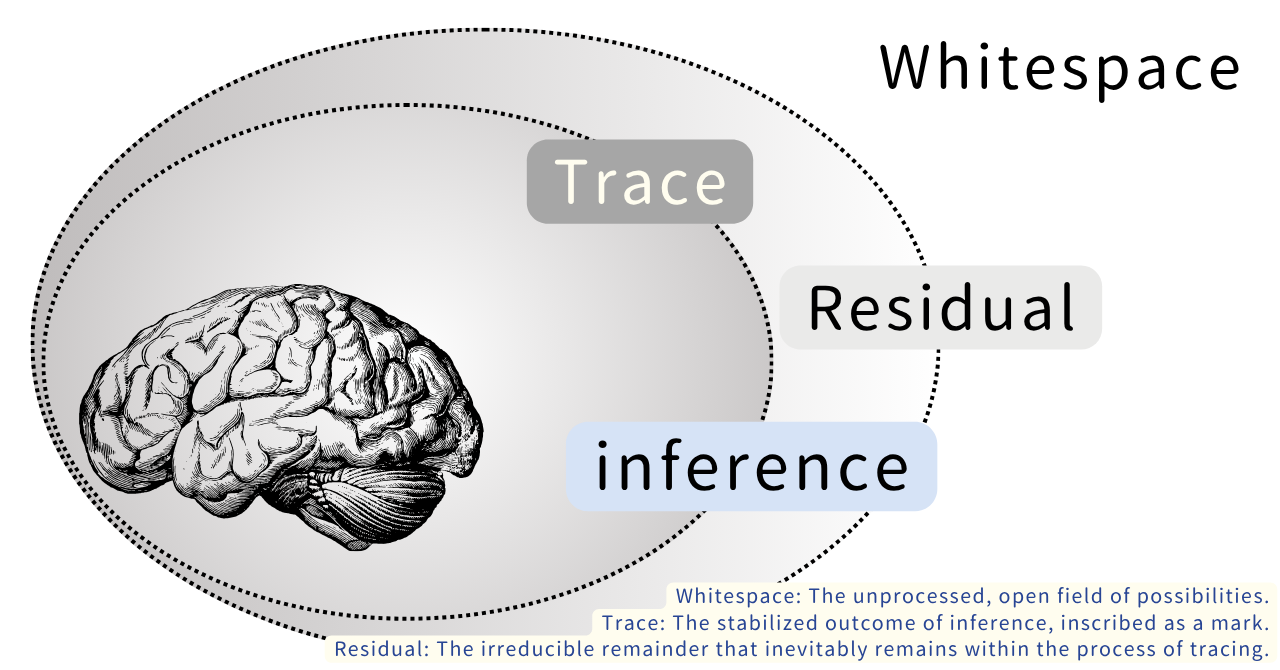 Whitespace
Trace
Residual
inference
Whitespace: The unprocessed, open field of possibilities.
Trace: The stabilized outcome of inference, inscribed as a mark.
Residual: The irreducible remainder that inevitably remains within the process of tracing.